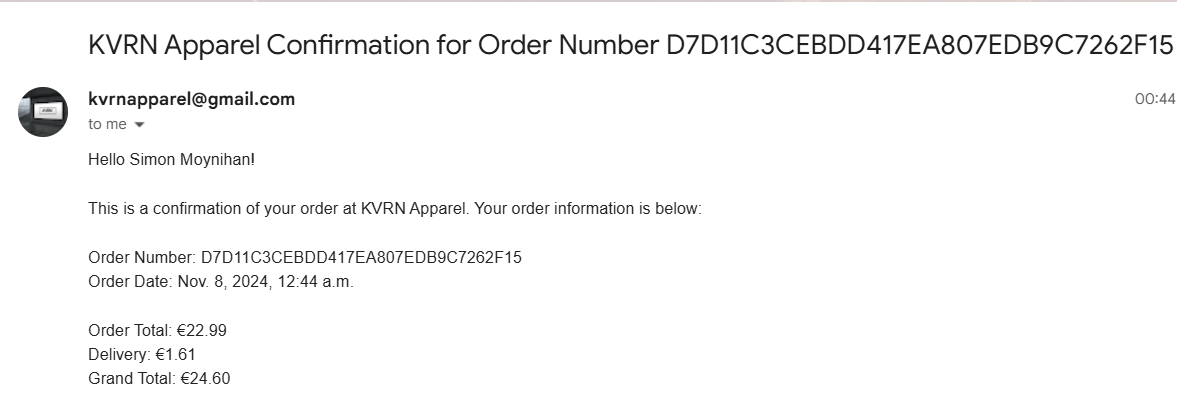 KVRN Apparel Confirmation for Order Number D7D11C3CEBDD417EA807EDB9C7262F15
kvrnapparel@gmail.com
00:44
to me
Hello Simon Moynihan!
This is a confirmation of your order at KVRN Apparel. Your order information is below:
Order Number: D7D11C3CEBDD417EA807EDB9C7262F15
Order Date: Nov. 8, 2024, 12:44 a.m.
Order Total: €22.99
Delivery: €1.61
Grand Total: €24.60